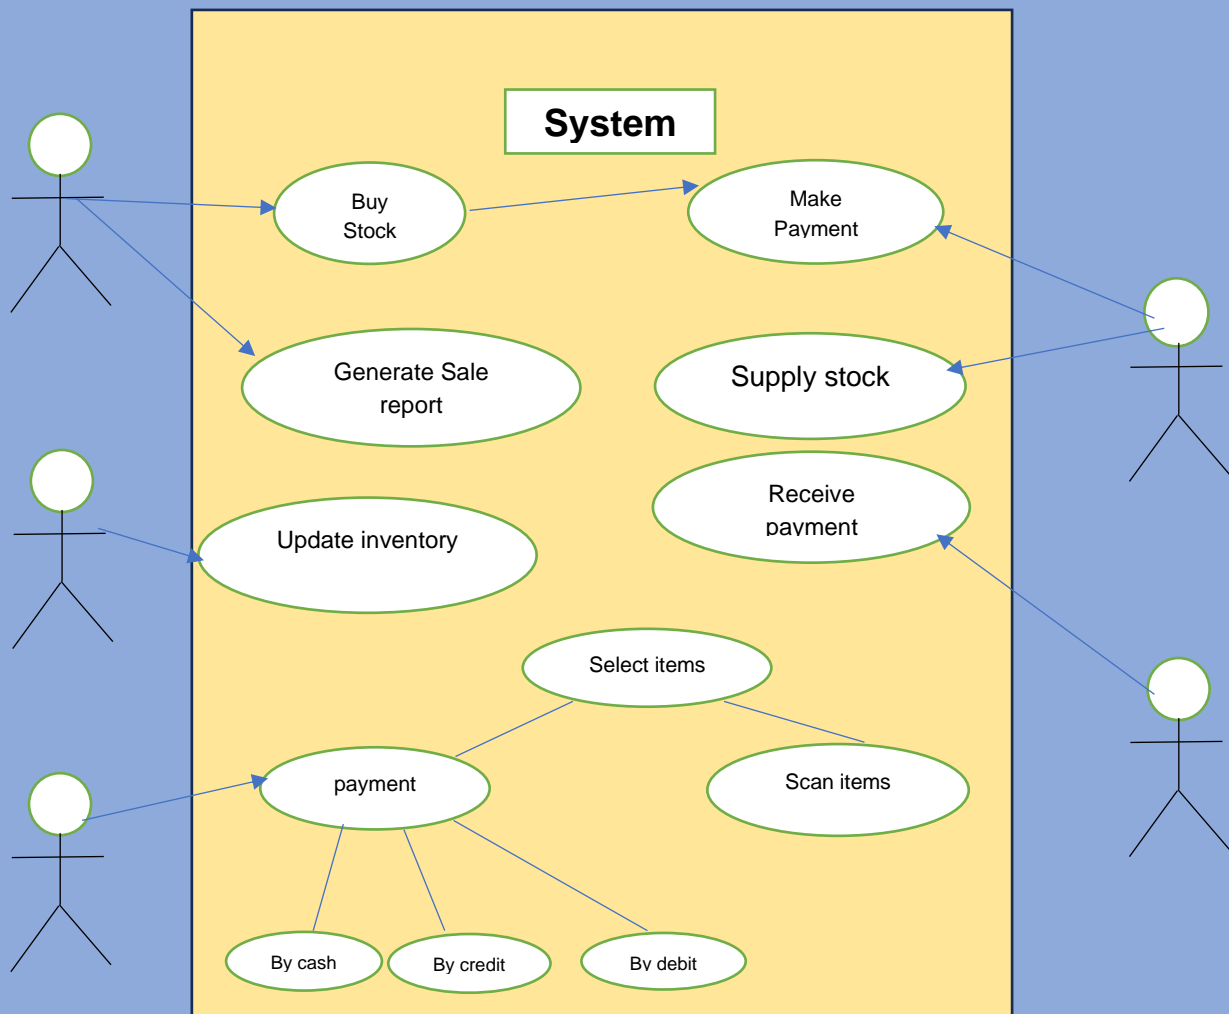 System
Buy
Stock
Make
Payment
Generate Sale
report
Supply stock
Receive
payment
Update inventory
Select items
payment
Scan items
By cash
By credit
By debit